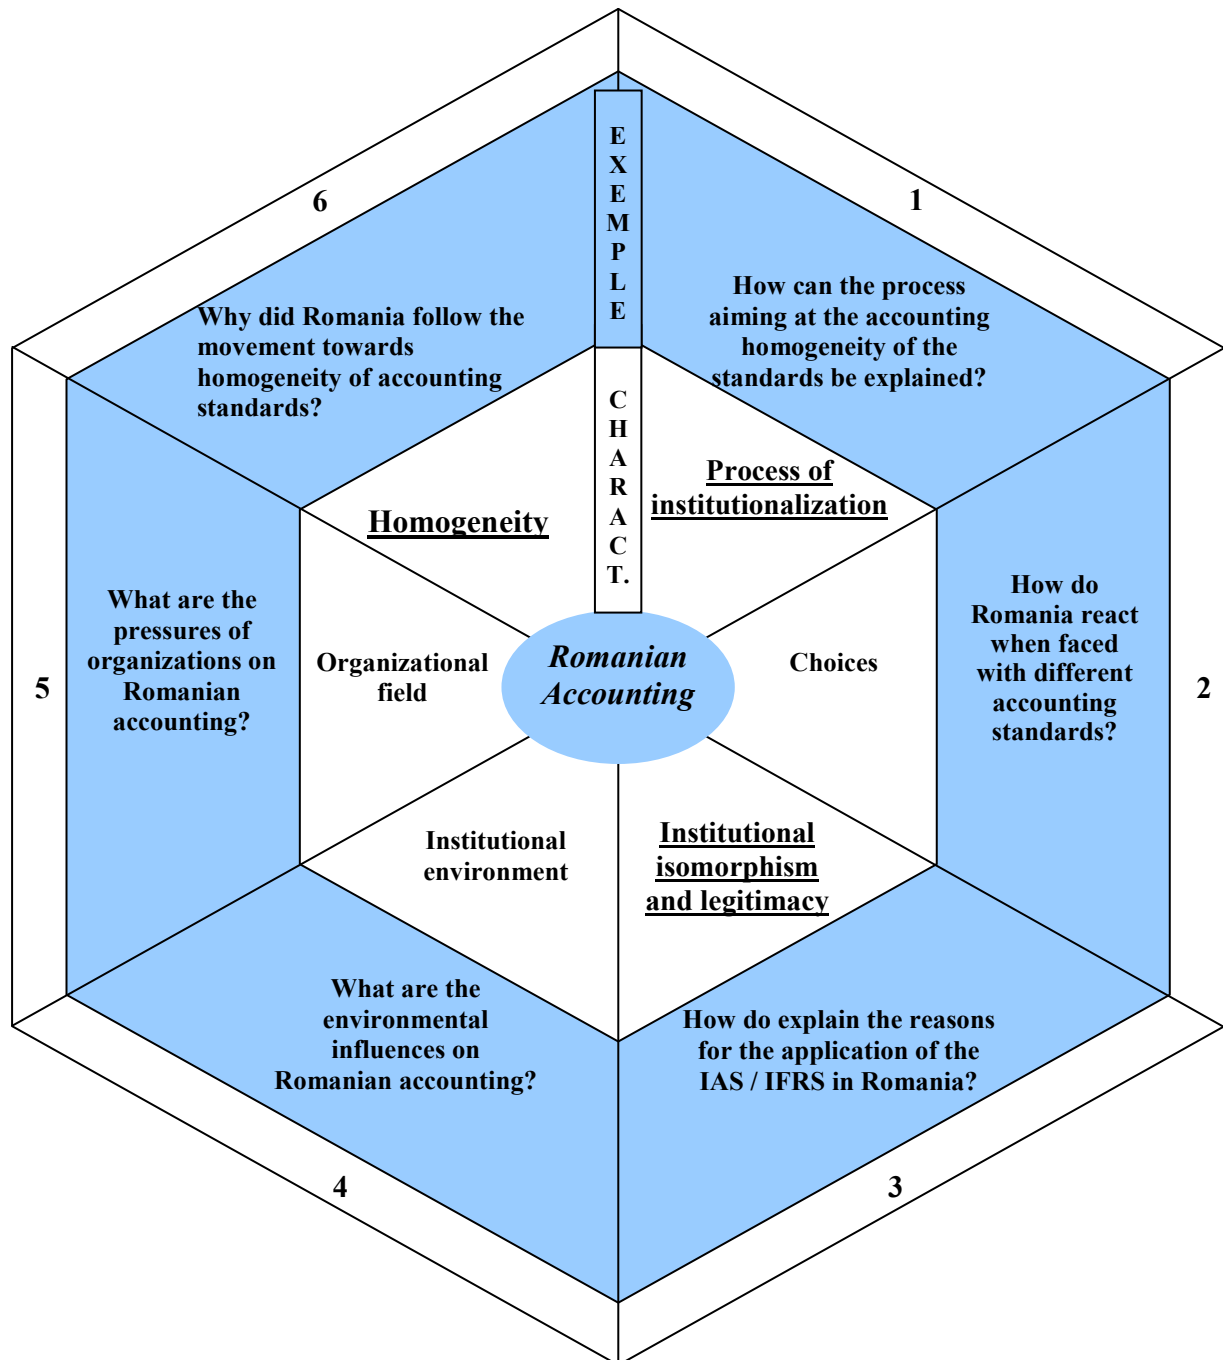 6
1
EXEMPLE
How can the process
aiming at the accounting
homogeneity of the
standards be explained?
Why did Romania follow the
movement towards
homogeneity of accounting
standards?
CHARACT.
Process of
institutionalization
Homogeneity
What are the
pressures of
organizations on
Romanian
accounting?
5
Organizational
field
Romanian
Accounting
Choices
How do
Romania react
when faced
with different
accounting
standards?
2
Institutional
environment
Institutional
isomorphism
and legitimacy
What are the
environmental
influences on
Romanian accounting?
How do explain the reasons
for the application of the
IAS / IFRS in Romania?
4
3